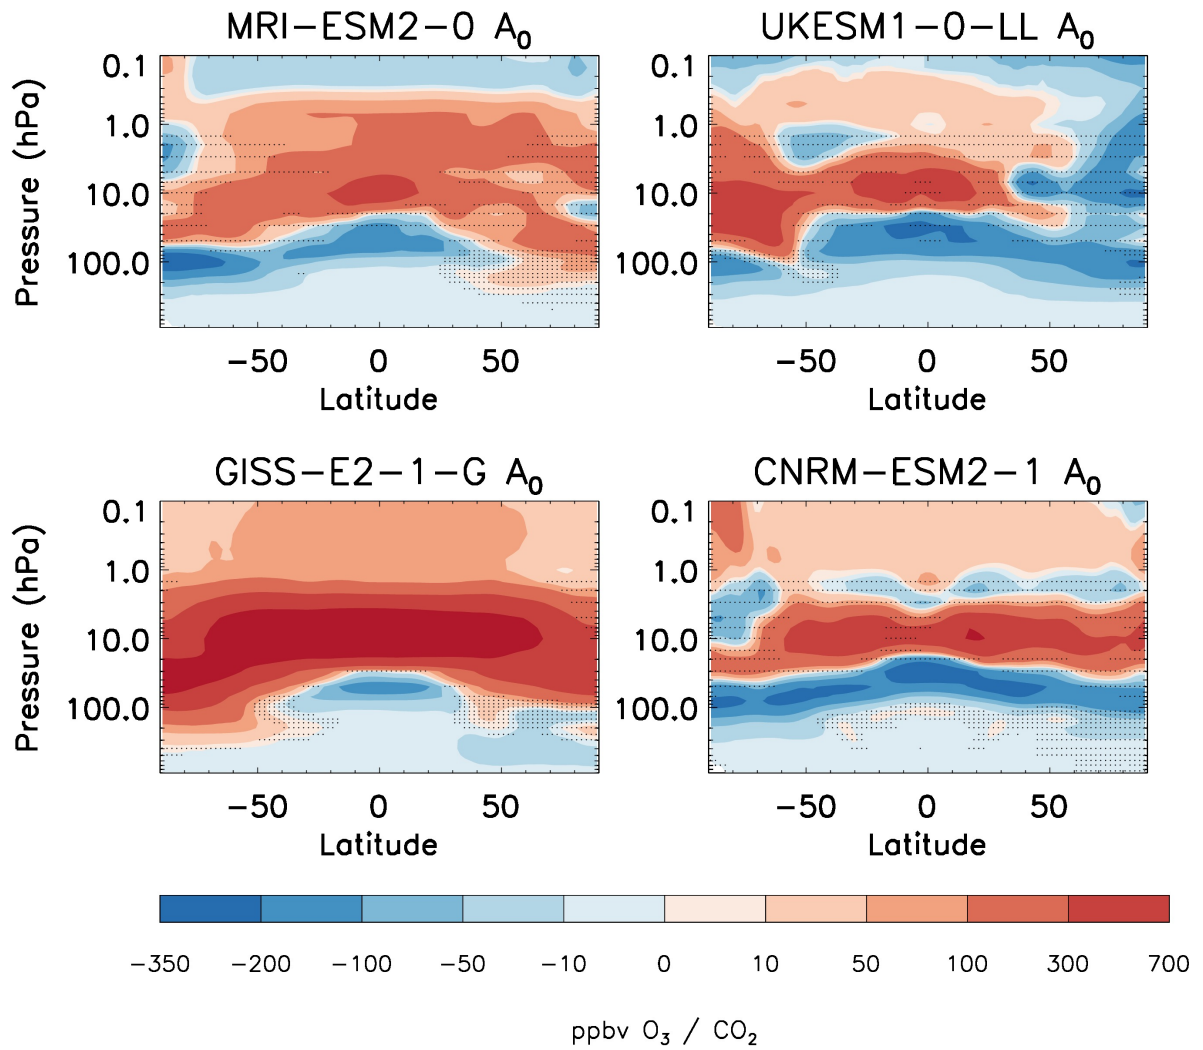 MRI-ESM2-0 A₀
UKESM1-0-LL A₀
Pressure (hPa)
0.1
1.0
10.0
100.0
0.1
1.0
10.0
100.0
-50 0 50
-50 0 50
Latitude
Latitude
GISS-E2-1-G A₀
CNRM-ESM2-1 A₀
Pressure (hPa)
0.1
1.0
10.0
100.0
0.1
1.0
10.0
100.0
-50 0 50
-50 0 50
Latitude
Latitude
-350 -200 -100 -50 -10 0 10 50 100 300 700
ppbv O₃ / CO₂